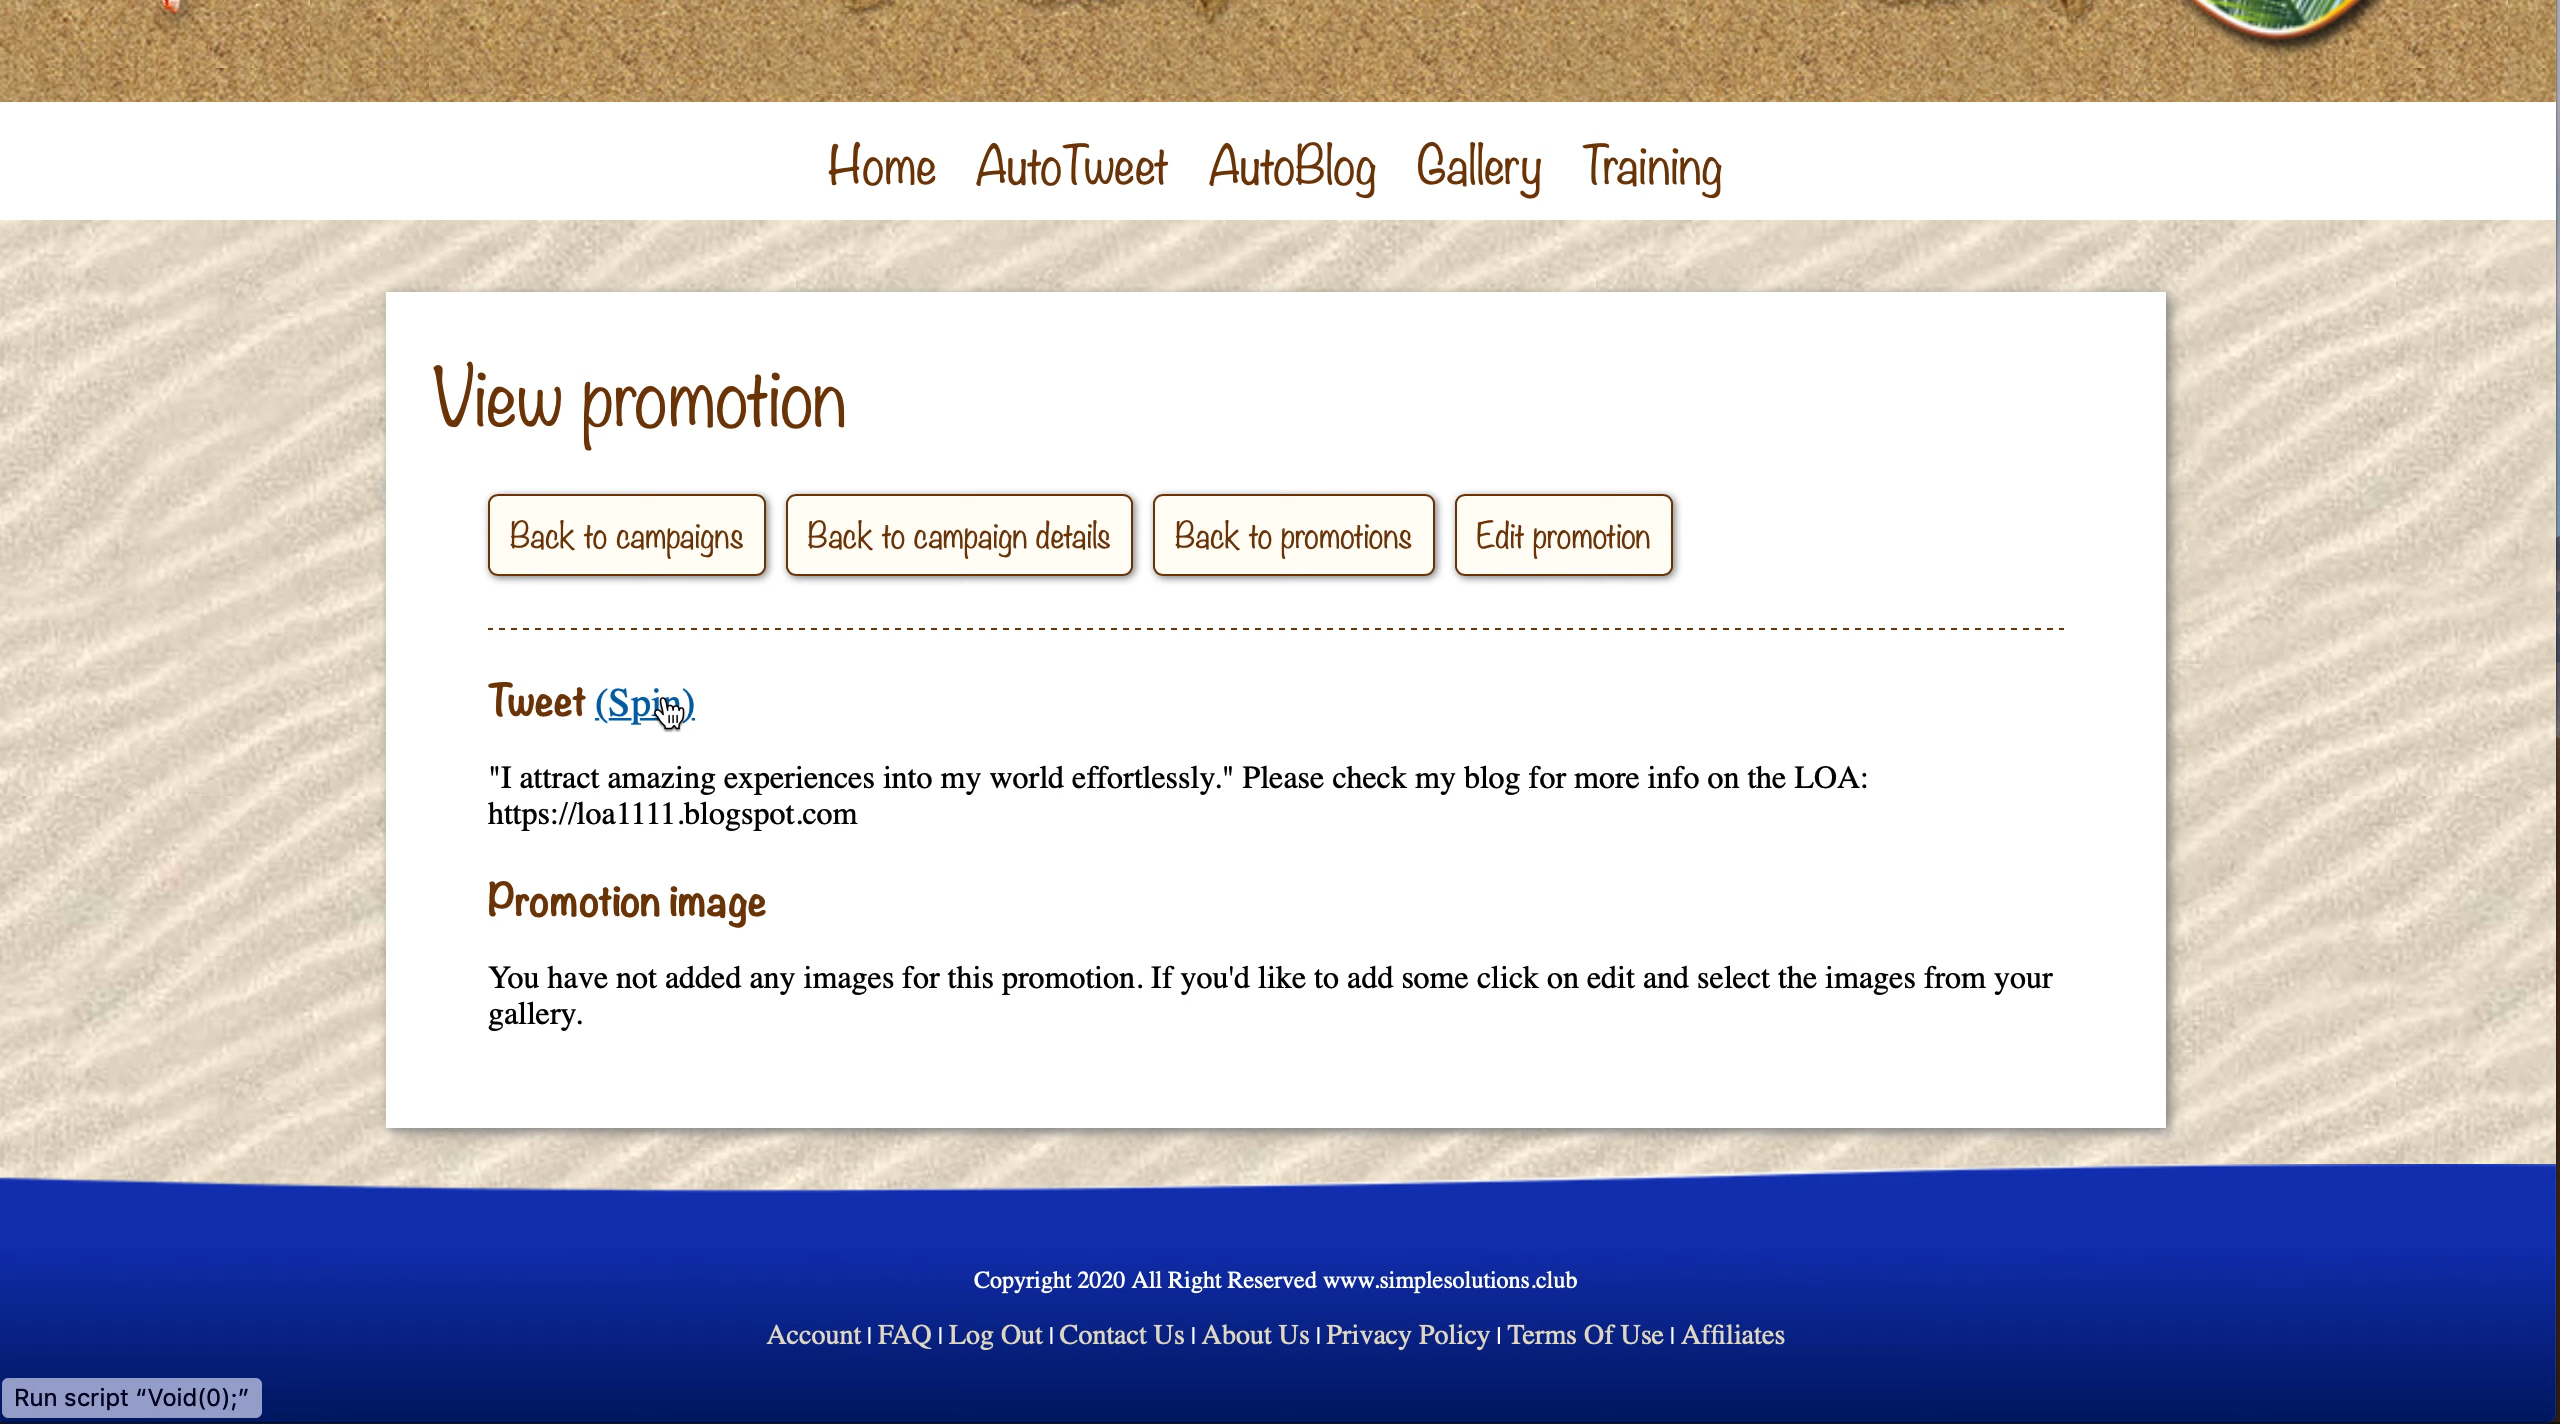 Home AutoTweet AutoBlog Gallery Training
View promotion
Back to campaigns Back to campaign details Back to promotions Edit promotion
Tweet (Spin)
"I attract amazing experiences into my world effortlessly." Please check my blog for more info on the LOA:
https://loa1111.blogspot.com
Promotion image
You have not added any images for this promotion. If you'd like to add some click on edit and select the images from your
gallery.
Copyright 2020 All Right Reserved www.simplesolutions.club
Account | FAQ | Log Out | Contact Us | About Us | Privacy Policy | Terms Of Use | Affiliates
Run script “Void(0);”